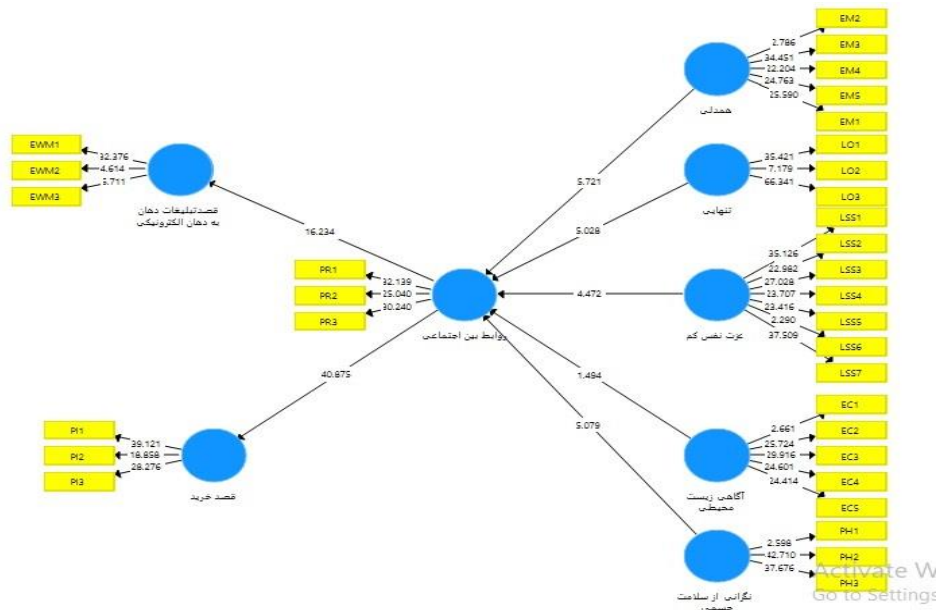 EM2
2.786
EM3
34.451
EM4
22.204
EM5
24.763
EM1
25.590
همدلی
EWM1
32.376
EWM2
4.614
EWM3
5.711
قصدتبلیغات دهان
به دهان الکترونیکی
LO1
35.421
LO2
7.179
LO3
66.341
تنهایی
5.721
5.028
16.234
LSS1
35.126
LSS2
22.982
LSS3
27.028
LSS4
23.707
LSS5
23.416
LSS6
2.290
LSS7
37.509
عزت نفس کم
4.472
PR1
32.139
PR2
25.040
PR3
30.240
روابط بین اجتماعی
40.875
1.494
5.079
EC1
2.661
EC2
25.724
EC3
29.916
EC4
24.601
EC5
24.414
آگاهی زیست
محیطی
PI1
39.121
PI2
18.858
PI3
28.276
قصد خرید
PH1
2.598
PH2
42.710
PH3
37.676
نگرانی از سلامت
جسمی
Activate W
Go to Settings